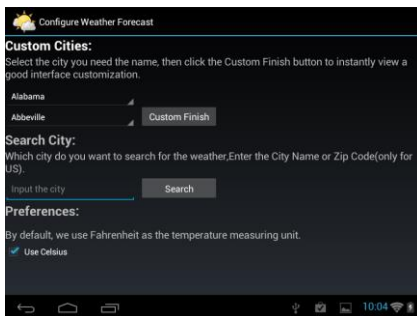 Configure Weather Forecast
Custom Cities:
Select the city you need the name, then click the Custom Finish button to instantly view a
good interface customization.
Alabama
Abbeville
Custom Finish
Search City:
Which city do you want to search for the weather,Enter the City Name or Zip Code(only for
US).
Input the city
Search
Preferences:
By default, we use Fahrenheit as the temperature measuring unit.
Use Celsius
10:04